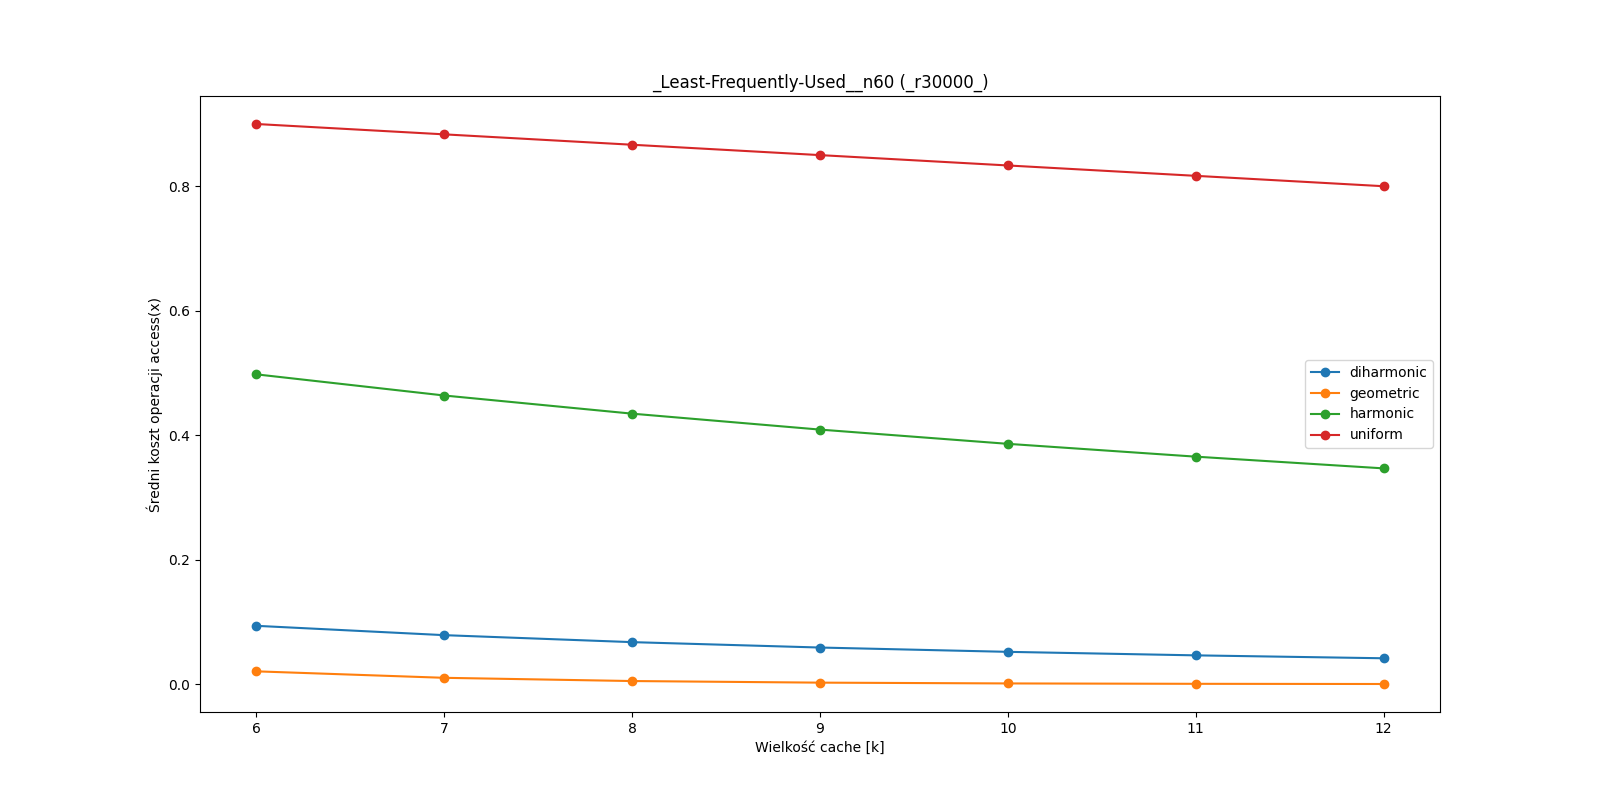 _Least-Frequently-Used__n60 (_r30000_)
Średni koszt operacji access(x)
0.8
0.6
0.4
0.2
0.0
diharmonic
geometric
harmonic
uniform
6 7 8 9 10 11 12
Wielkość cache [k]